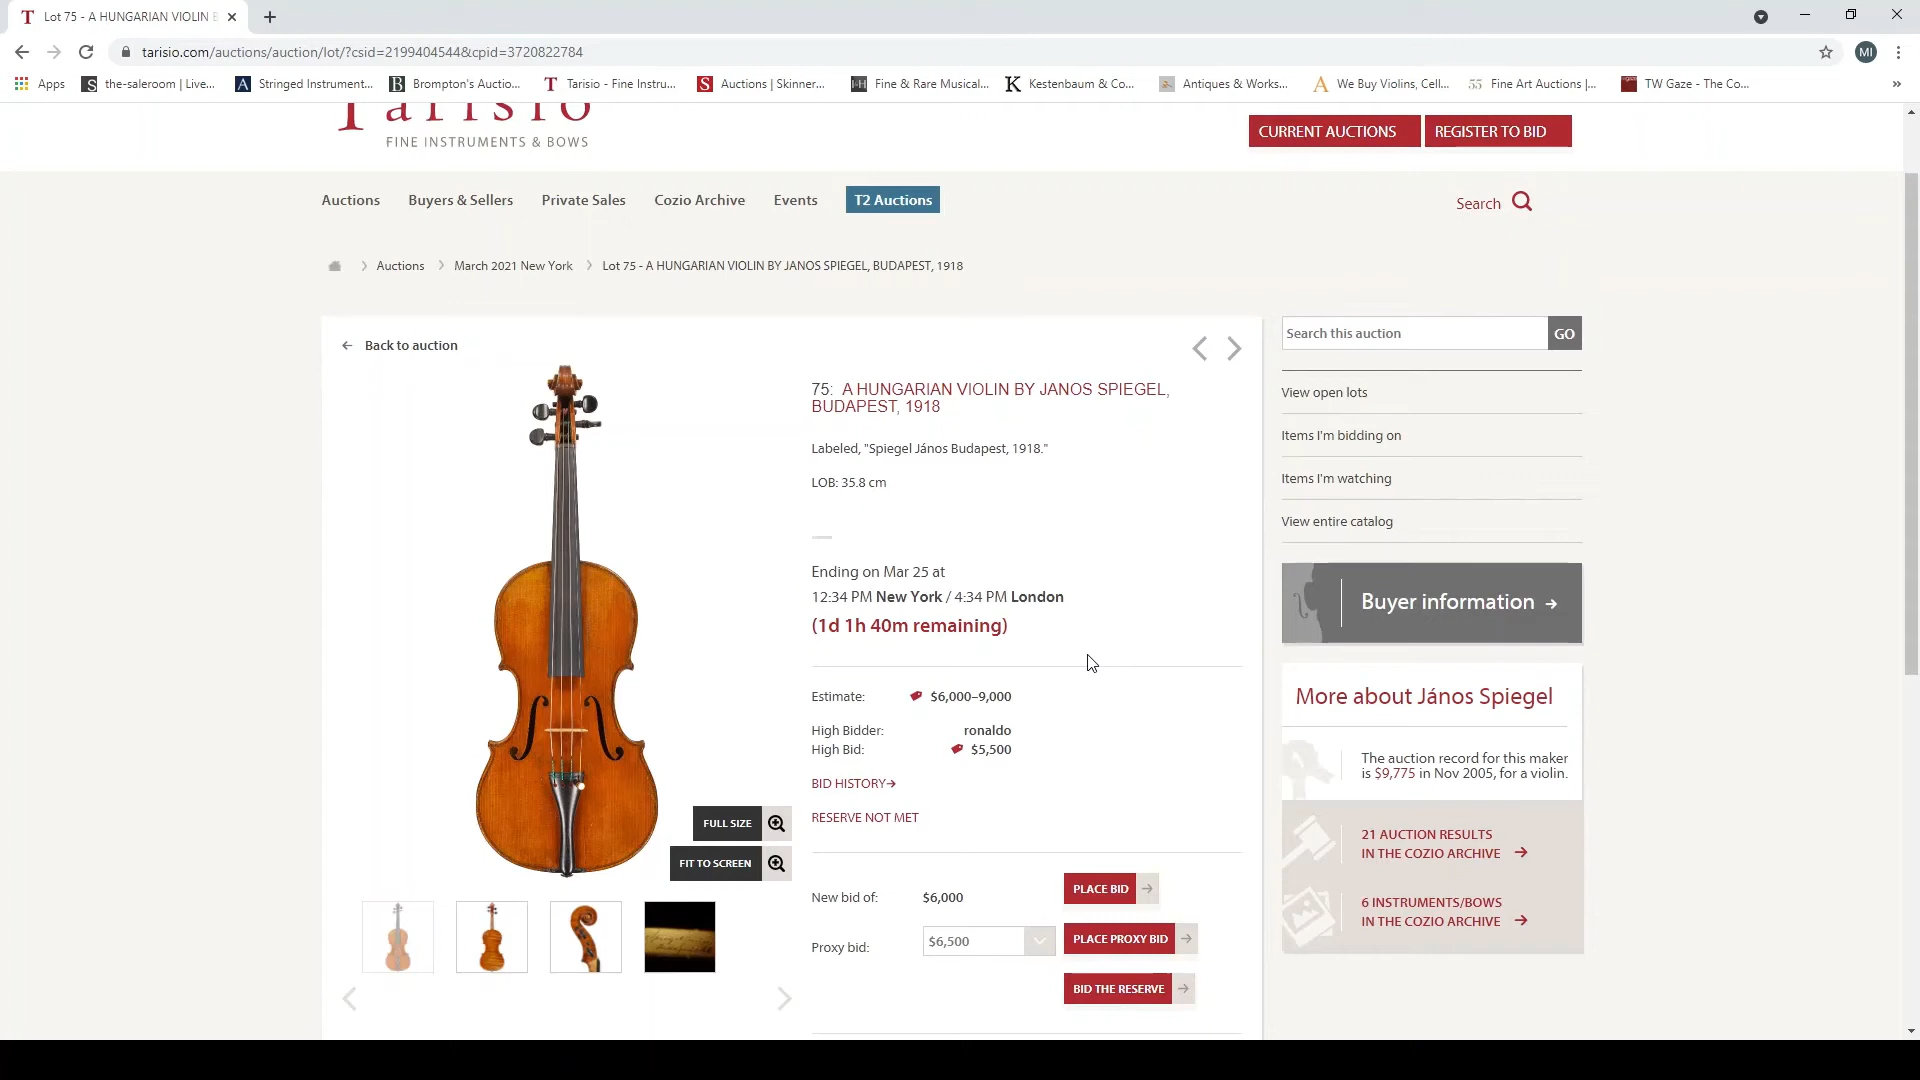 Lot 75 - A HUNGARIAN VIOLIN B
tarisio.com/auctions/auction/lot/?csid=2199404544&cpid=3720822784
MI
Apps
the-saleroom | Live...
Stringed Instrument...
Brompton's Auctio...
Tarisio - Fine Instru...
Auctions | Skinner...
Fine & Rare Musical...
Kestenbaum & Co...
Antiques & Works...
We Buy Violins, Cell...
Fine Art Auctions |...
TW Gaze - The Co...
Tarisio
FINE INSTRUMENTS & BOWS
CURRENT AUCTIONS
REGISTER TO BID
Auctions
Buyers & Sellers
Private Sales
Cozio Archive
Events
T2 Auctions
Search
Auctions
March 2021 New York
Lot 75 - A HUNGARIAN VIOLIN BY JANOS SPIEGEL, BUDAPEST, 1918
Back to auction
75: A HUNGARIAN VIOLIN BY JANOS SPIEGEL,
BUDAPEST, 1918
Labeled, "Spiegel János Budapest, 1918."
LOB: 35.8 cm
Ending on Mar 25 at
12:34 PM New York / 4:34 PM London
(1d 1h 40m remaining)
Estimate: $6,000–9,000
High Bidder: ronaldo
High Bid: $5,500
BID HISTORY
RESERVE NOT MET
New bid of: $6,000
PLACE BID
Proxy bid: $6,500
PLACE PROXY BID
BID THE RESERVE
FULL SIZE
FIT TO SCREEN
Search this auction
GO
View open lots
Items I'm bidding on
Items I'm watching
View entire catalog
Buyer information
More about János Spiegel
The auction record for this maker
is $9,775 in Nov 2005, for a violin.
21 AUCTION RESULTS
IN THE COZIO ARCHIVE
6 INSTRUMENTS/BOWS
IN THE COZIO ARCHIVE